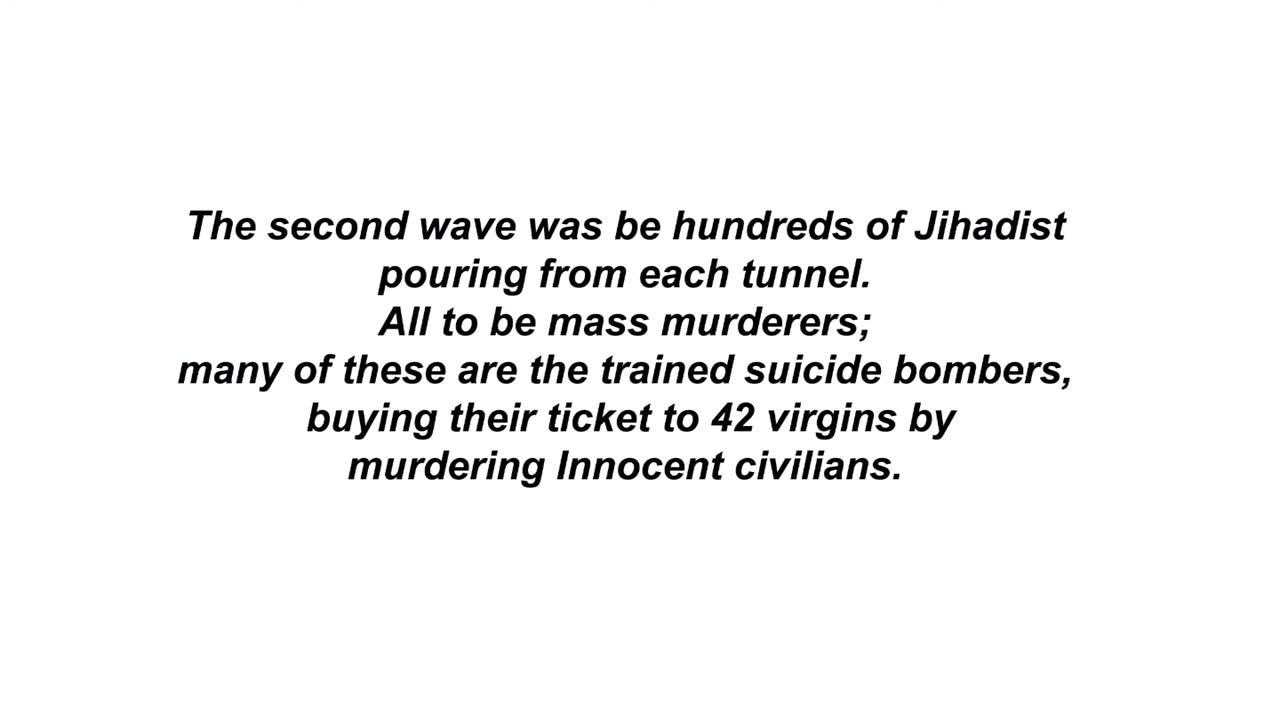 The second wave was be hundreds of Jihadist
pouring from each tunnel.
All to be mass murderers;
many of these are the trained suicide bombers,
buying their ticket to 42 virgins by
murdering Innocent civilians.